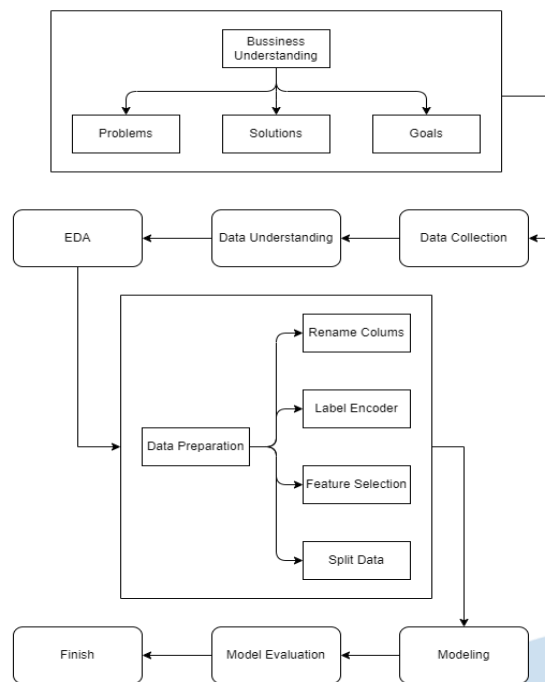 Bussiness
Understanding
Problems
Solutions
Goals
EDA
Data Understanding
Data Collection
Rename Colums
Label Encoder
Data Preparation
Feature Selection
Split Data
Finish
Model Evaluation
Modeling